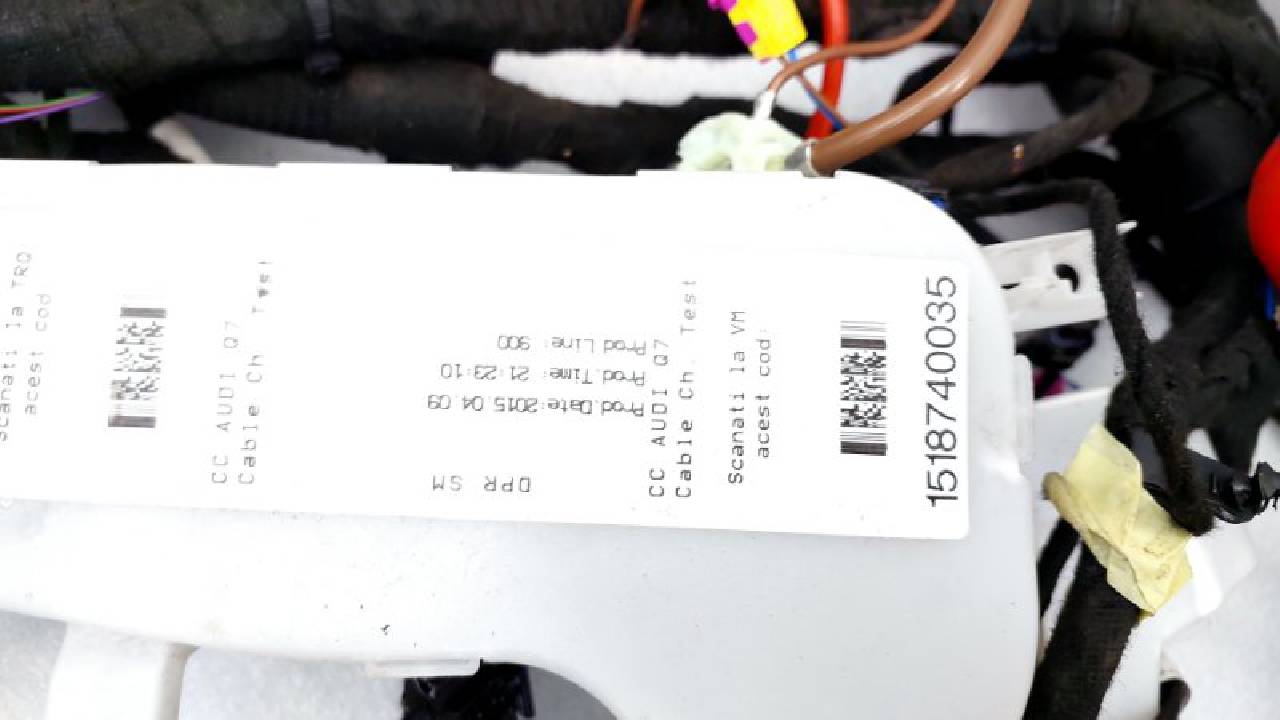 Scanati la TRD
acest cod
CC AUDI Q7
Cable Ch. Test
Prod.Date:2015.04.09
Prod.Time: 21:23:10
Prod Line: 900
DPR SM
CC AUDI Q7
Cable Ch. Test
Scanati la VM
acest cod
1518740035